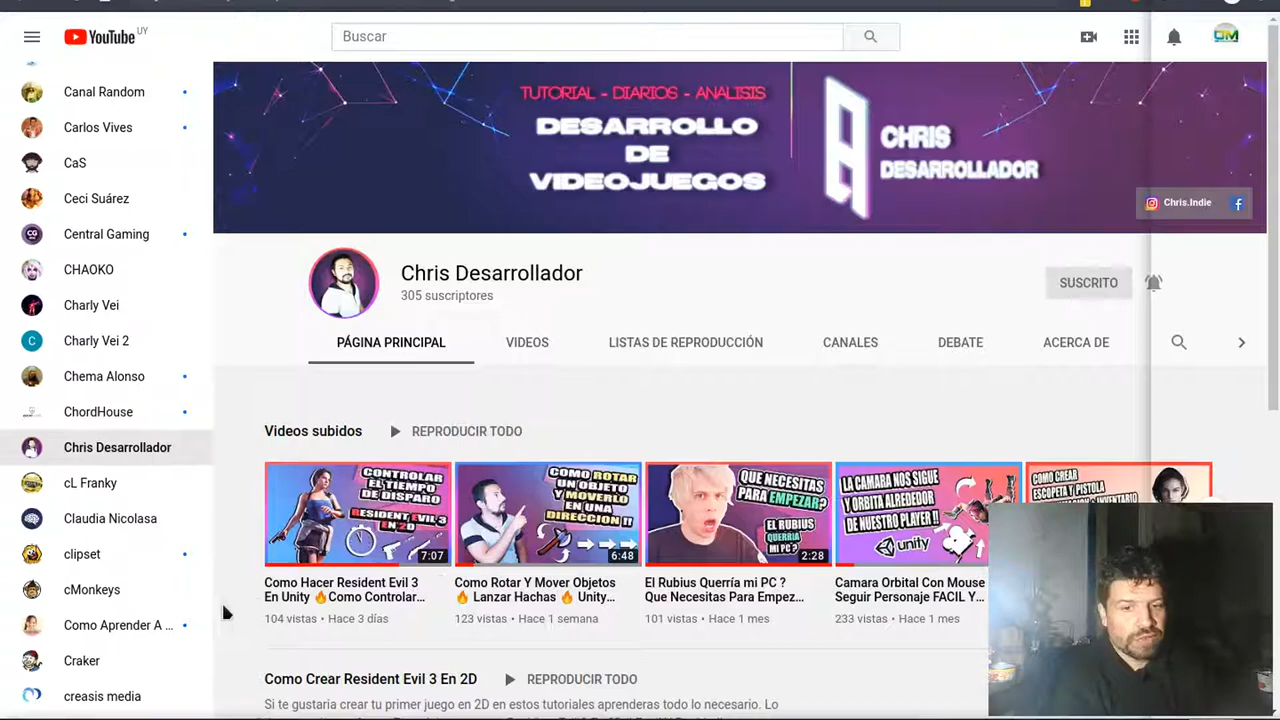 YouTube UY
Buscar
Canal Random
Carlos Vives
CaS
Ceci Suárez
Central Gaming
CHAOKO
Charly Vei
Charly Vei 2
Chema Alonso
ChordHouse
Chris Desarrollador
cL Franky
Claudia Nicolasa
clipset
cMonkeys
Como Aprender A ...
Craker
creasis media
TUTORIAL - DIARIOS - ANALISIS
DESARROLLO
DE
VIDEOJUEGOS
CHRIS
DESARROLLADOR
Chris.Indie
Chris Desarrollador
305 suscriptores
SUSCRITO
PÁGINA PRINCIPAL
VIDEOS
LISTAS DE REPRODUCCIÓN
CANALES
DEBATE
ACERCA DE
Videos subidos
REPRODUCIR TODO
CONTROLAR
EL TIEMPO
DE DISPARO
RESIDENT EVIL 3
EN 2D
7:07
Como Hacer Resident Evil 3
En Unity 🔥Como Controlar...
104 vistas • Hace 3 días
COMO ROTAR
UN OBJETO
Y MOVERLO
EN UNA
DIRECCION !!
6:48
Como Rotar Y Mover Objetos
🔥 Lanzar Hachas 🔥 Unity...
123 vistas • Hace 1 semana
QUE NECESITAS
PARA EMPEZAR?
EL RUBIUS
QUERRIA
MI PC ?
2:28
El Rubius Querría mi PC ?
Que Necesitas Para Empez...
101 vistas • Hace 1 mes
LA CAMARA NOS SIGUE
Y ORBITA ALREDEDOR
DE NUESTRO PLAYER !!
unity
Camara Orbital Con Mouse
Seguir Personaje FACIL Y...
233 vistas • Hace 1 mes
COMO CREAR
ESCOPETA Y PISTOLA
Como Crear Resident Evil 3 En 2D
REPRODUCIR TODO
Si te gustaria crear tu primer juego en 2D en estos tutoriales aprenderas todo lo necesario. Lo